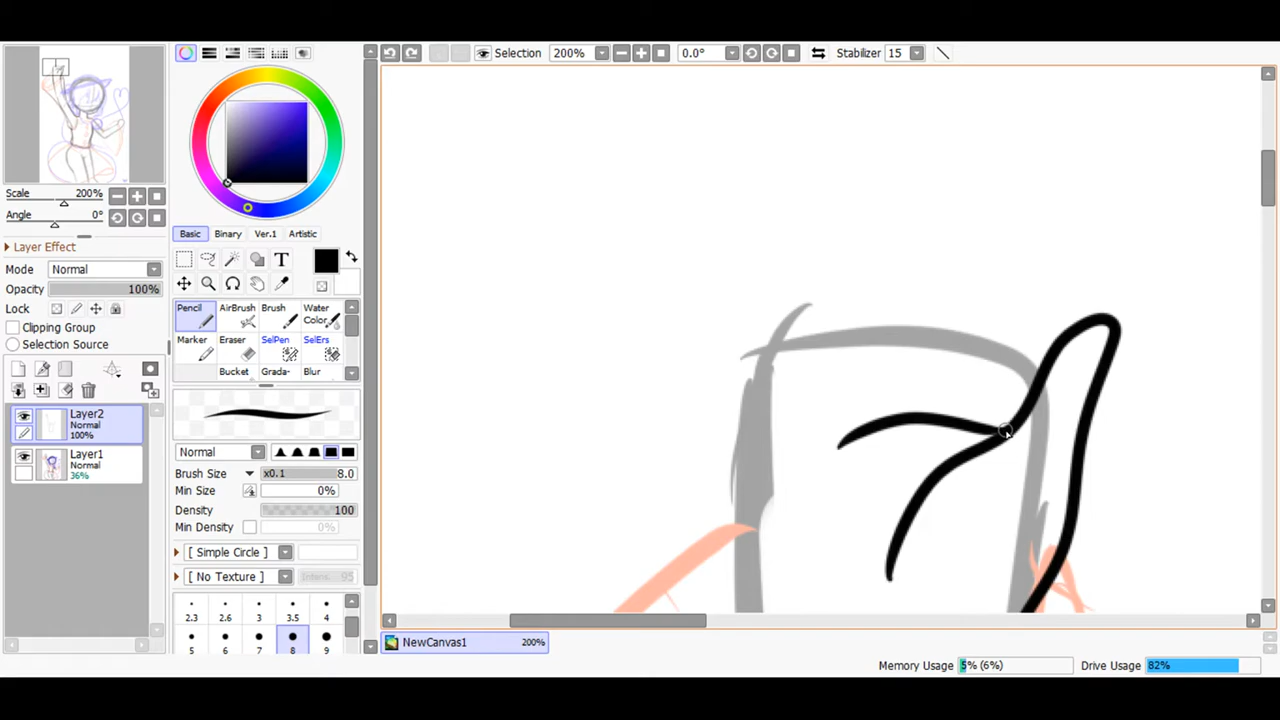 Selection 200% 0.0° Stabilizer 15
Scale 200%
Angle 0°
Layer Effect
Mode Normal
Opacity 100%
Lock
Clipping Group
Selection Source
Layer2
Normal
100%
Layer1
Normal
36%
Basic Binary Ver.1 Artistic
T
Pencil AirBrush Brush Water
Color
Marker Eraser SelPen SelErs
Bucket Grada- Blur
Normal
Brush Size x0.1 8.0
Min Size 0%
Density 100
Min Density 0%
[ Simple Circle ]
[ No Texture ] Intens. 95
2.3 2.6 3 3.5 4
5 6 7 8 9
NewCanvas1 200%
Memory Usage 5% (6%) Drive Usage 82%